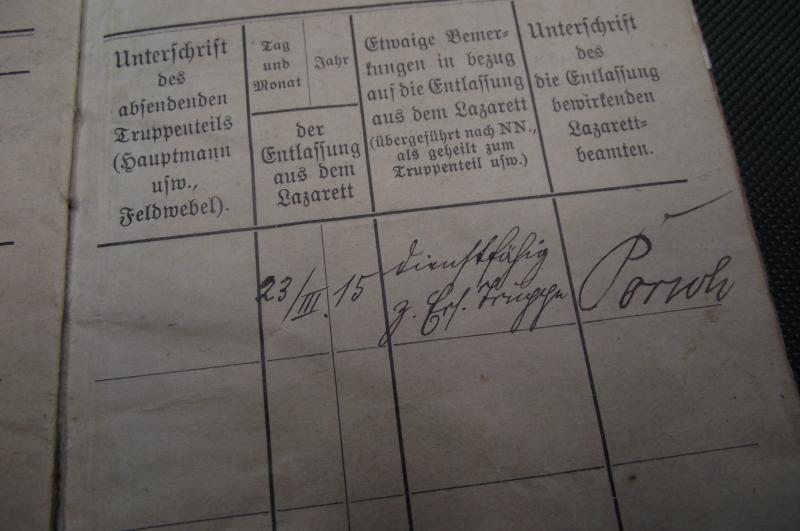 Unterschrift
des
absendenden
Truppenteils
(Hauptmann
usw.,
Feldwebel).
Tag
und
Monat
Jahr
der
Entlassung
aus dem
Lazarett
Etwaige Bemer-
kungen in bezug
auf die Entlassung
aus dem Lazarett
(übergeführt nach NN.,
als geheilt zum
Truppenteil usw.)
Unterschrift
des
die Entlassung
bewirkenden
Lazarett-
beamten.
23/III. 15
dienstfähig
z. Ers. Truppe